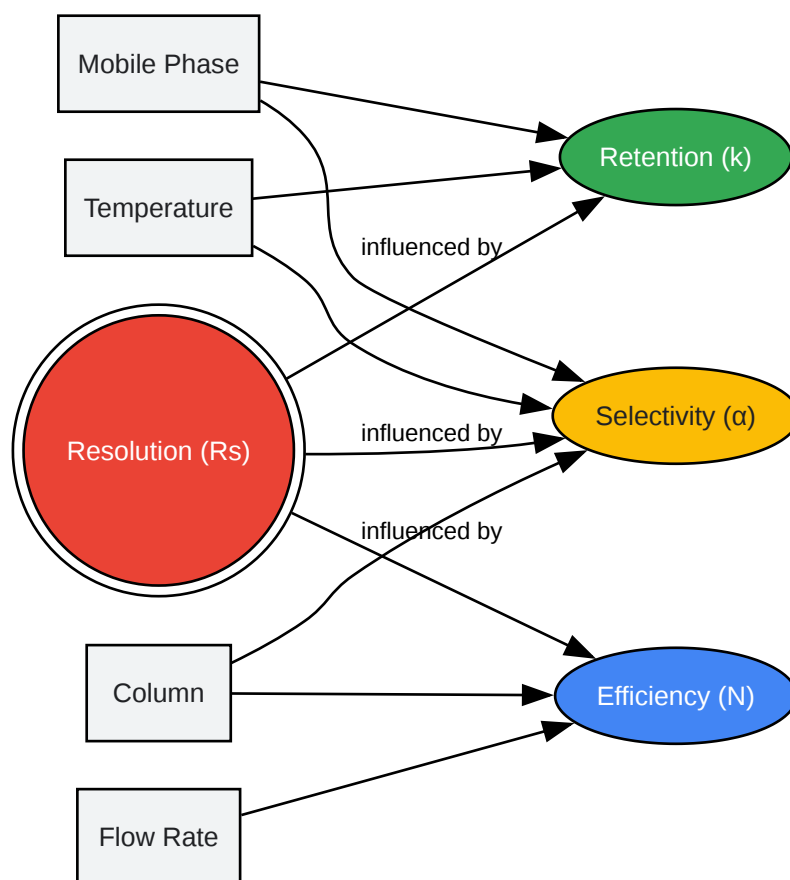 Mobile Phase
Retention (k)
Temperature
influenced by
Selectivity (α)
influenced by
Resolution (Rs)
influenced by
Column
Efficiency (N)
Flow Rate